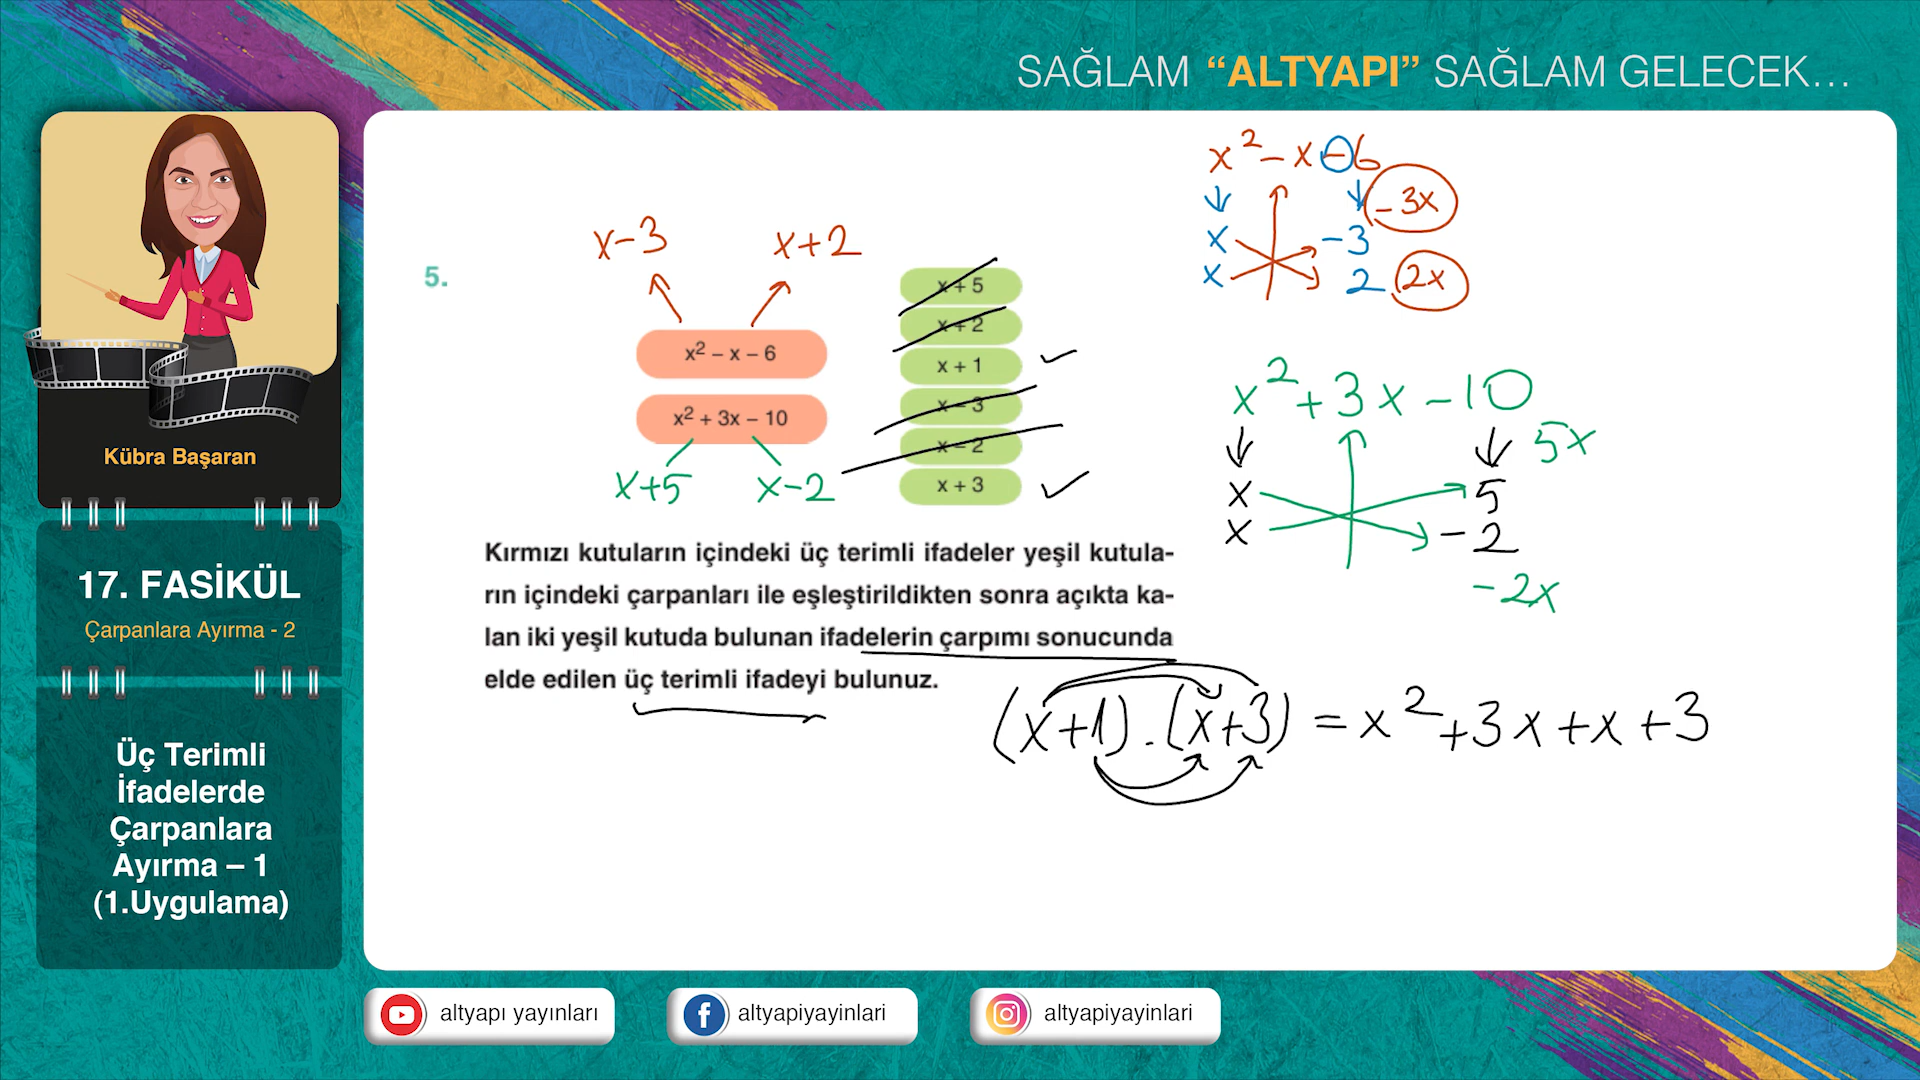 SAĞLAM “ALTYAPI” SAĞLAM GELECEK...
Kübra Başaran
17. FASİKÜL
Çarpanlara Ayırma - 2
Üç Terimli
İfadelerde
Çarpanlara
Ayırma – 1
(1.Uygulama)
5.
x-3
x+2
x² – x – 6
x² + 3x – 10
x+5
x-2
x + 5
x + 2
x + 1
x – 3
x – 2
x + 3
Kırmızı kutuların içindeki üç terimli ifadeler yeşil kutula-
rın içindeki çarpanları ile eşleştirildikten sonra açıkta ka-
lan iki yeşil kutuda bulunan ifadelerin çarpımı sonucunda
elde edilen üç terimli ifadeyi bulunuz.
x²-x-6
-3x
x -3
x 2 2x
x²+3x-10
5x
x 5
x -2
-2x
(x+1).(x+3)=x²+3x+x+3
altyapı yayınları
altyapiyayinlari
altyapiyayinlari